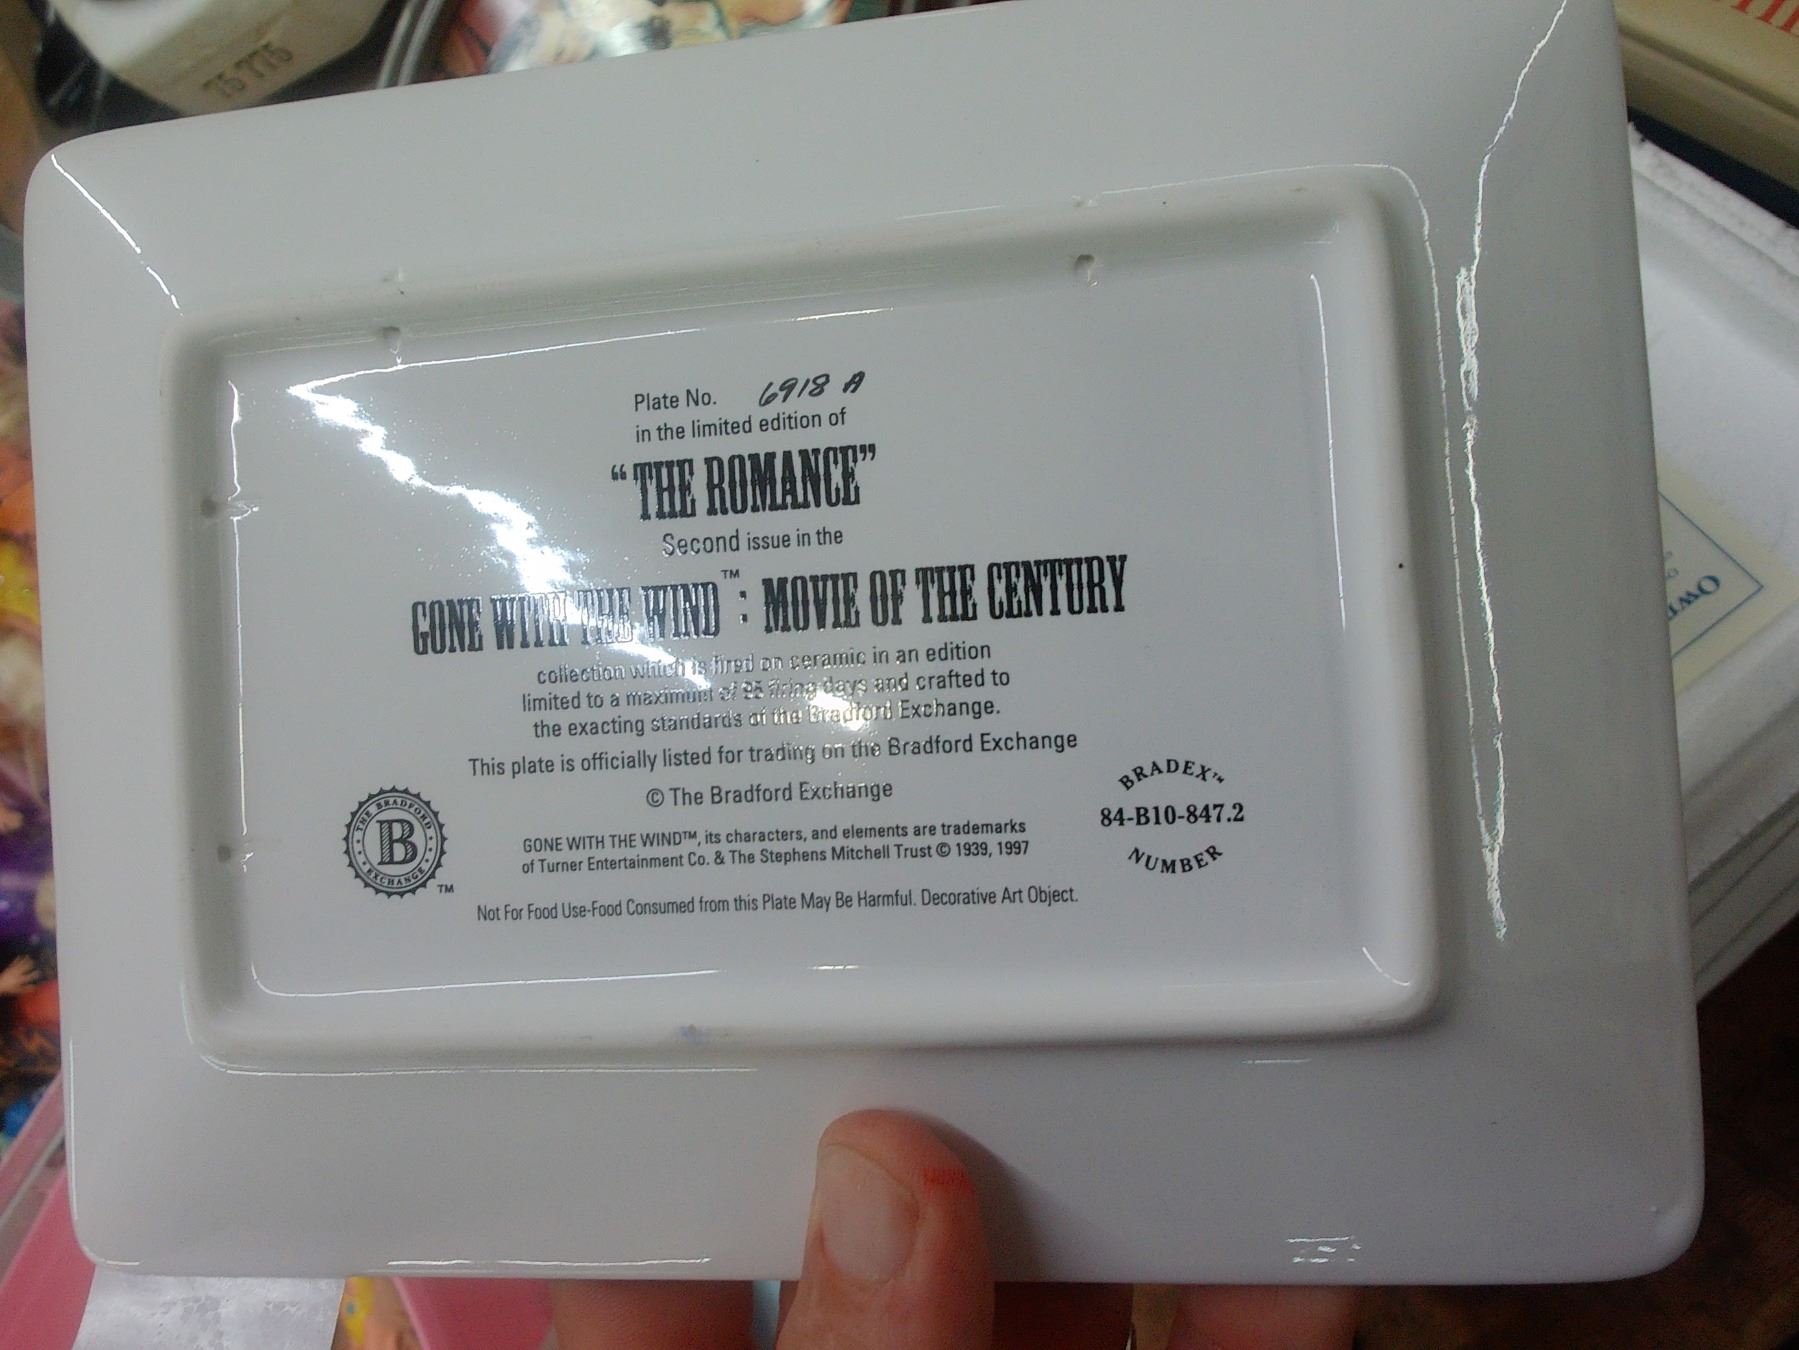 75 775
Plate No. 6918 A
in the limited edition of
"THE ROMANCE"
Second issue in the
GONE WITH THE WIND™: MOVIE OF THE CENTURY
collection which is fired on ceramic in an edition
limited to a maximum of 95 firing days and crafted to
the exacting standards of the Bradford Exchange.
This plate is officially listed for trading on the Bradford Exchange
© The Bradford Exchange
GONE WITH THE WIND™, its characters, and elements are trademarks
of Turner Entertainment Co. & The Stephens Mitchell Trust © 1939, 1997
Not For Food Use-Food Consumed from this Plate May Be Harmful. Decorative Art Object.
THE BRADFORD
B
EXCHANGE
TM
BRADEX™
84-B10-847.2
NUMBER